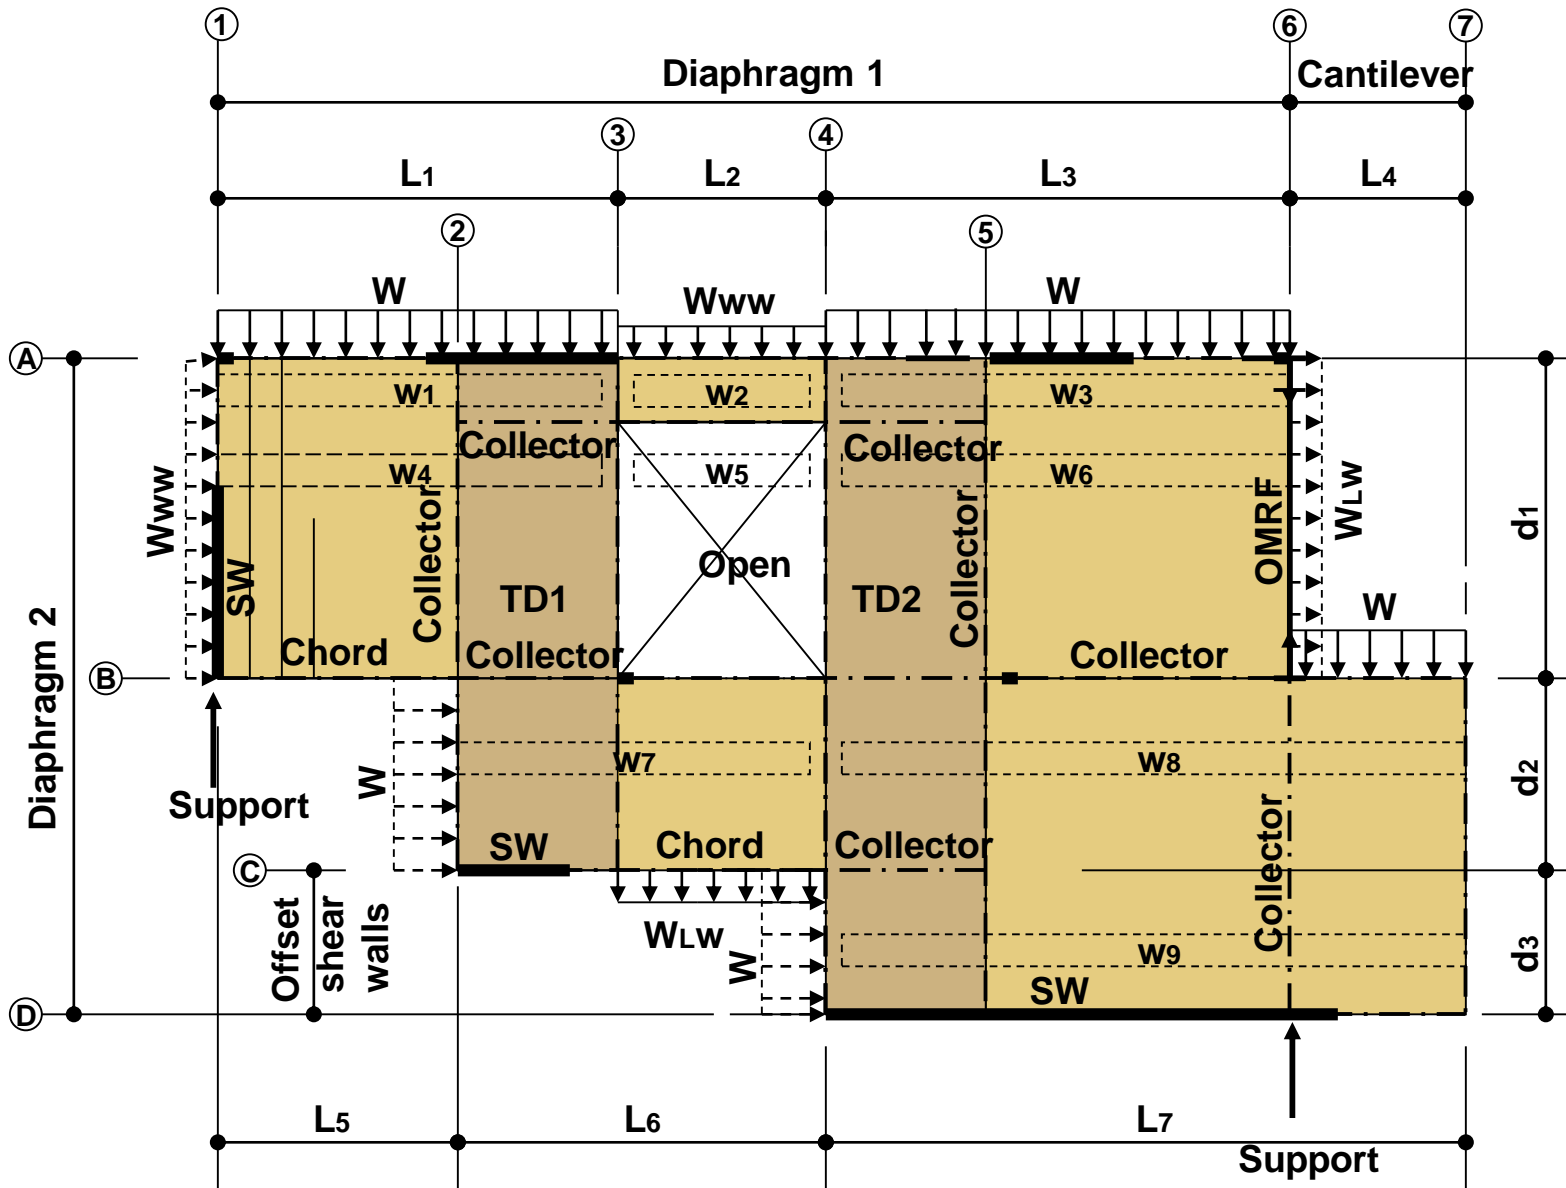 1
6
7
Diaphragm 1
Cantilever
3
4
L1
L2
L3
L4
2
5
W
Www
W
A
w1
w2
w3
Collector
Collector
w4
w5
w6
Www
SW
Collector
Open
Collector
OMRF
WLw
d1
TD1
TD2
W
Chord
Collector
Collector
B
Diaphragm 2
Support
W
w7
w8
d2
SW
Chord
Collector
C
Collector
Offset
shear
walls
WLw
W
w9
d3
SW
D
L5
L6
L7
Support